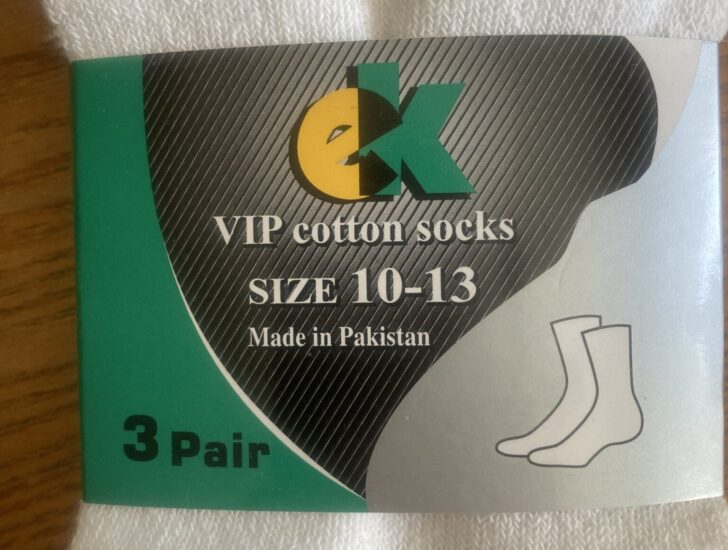 ek
VIP cotton socks
SIZE 10-13
Made in Pakistan
3 Pair